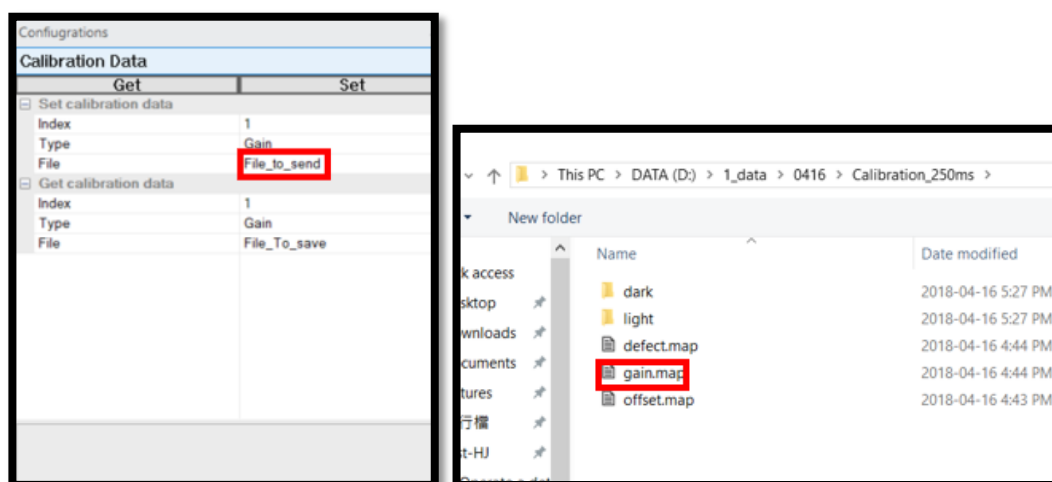 Confiugrations
Calibration Data
Get Set
Set calibration data
Index 1
Type Gain
File File_to_send
Get calibration data
Index 1
Type Gain
File File_To_save
This PC > DATA (D:) > 1_data > 0416 > Calibration_250ms >
New folder
Name Date modified
k access
sktop
wnloads
cuments
tures
行檔
st-HJ
dark 2018-04-16 5:27 PM
light 2018-04-16 5:27 PM
defect.map 2018-04-16 4:44 PM
gain.map 2018-04-16 4:44 PM
offset.map 2018-04-16 4:43 PM